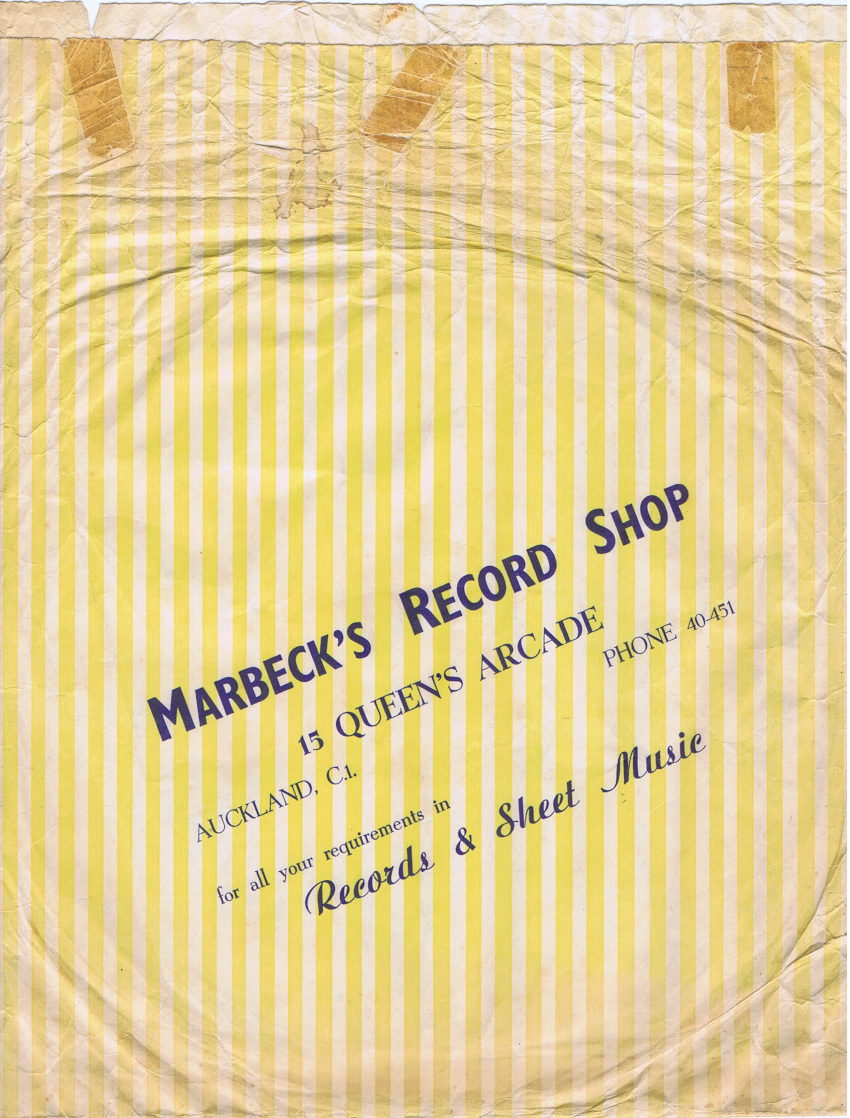 MARBECK'S RECORD SHOP
15 QUEEN'S ARCADE
AUCKLAND, C.1.
PHONE 40-451
for all your requirements in
Records & Sheet Music